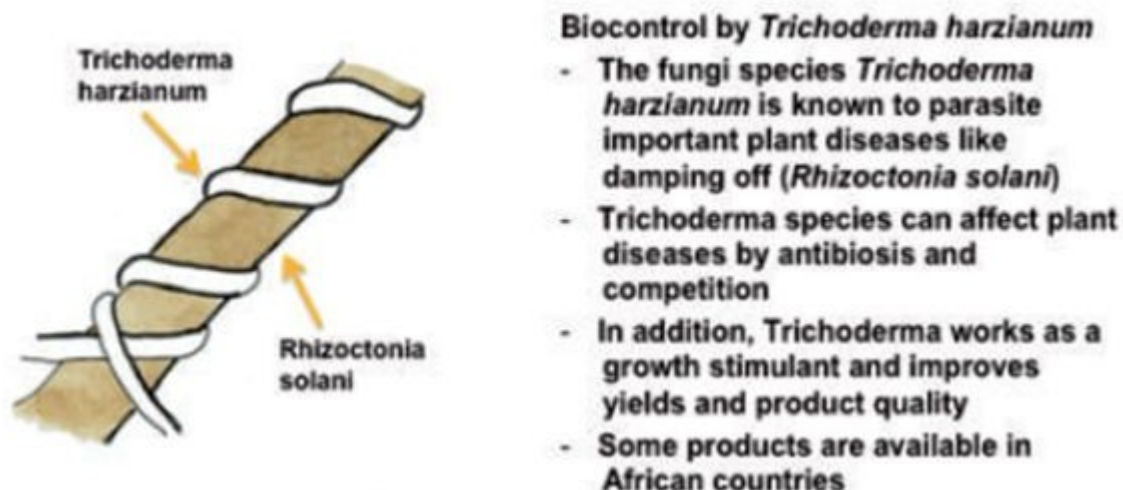 Trichoderma
harzianum
Rhizoctonia
solani
Biocontrol by Trichoderma harzianum
- The fungi species Trichoderma
harzianum is known to parasite
important plant diseases like
damping off (Rhizoctonia solani)
- Trichoderma species can affect plant
diseases by antibiosis and
competition
- In addition, Trichoderma works as a
growth stimulant and improves
yields and product quality
- Some products are available in
African countries